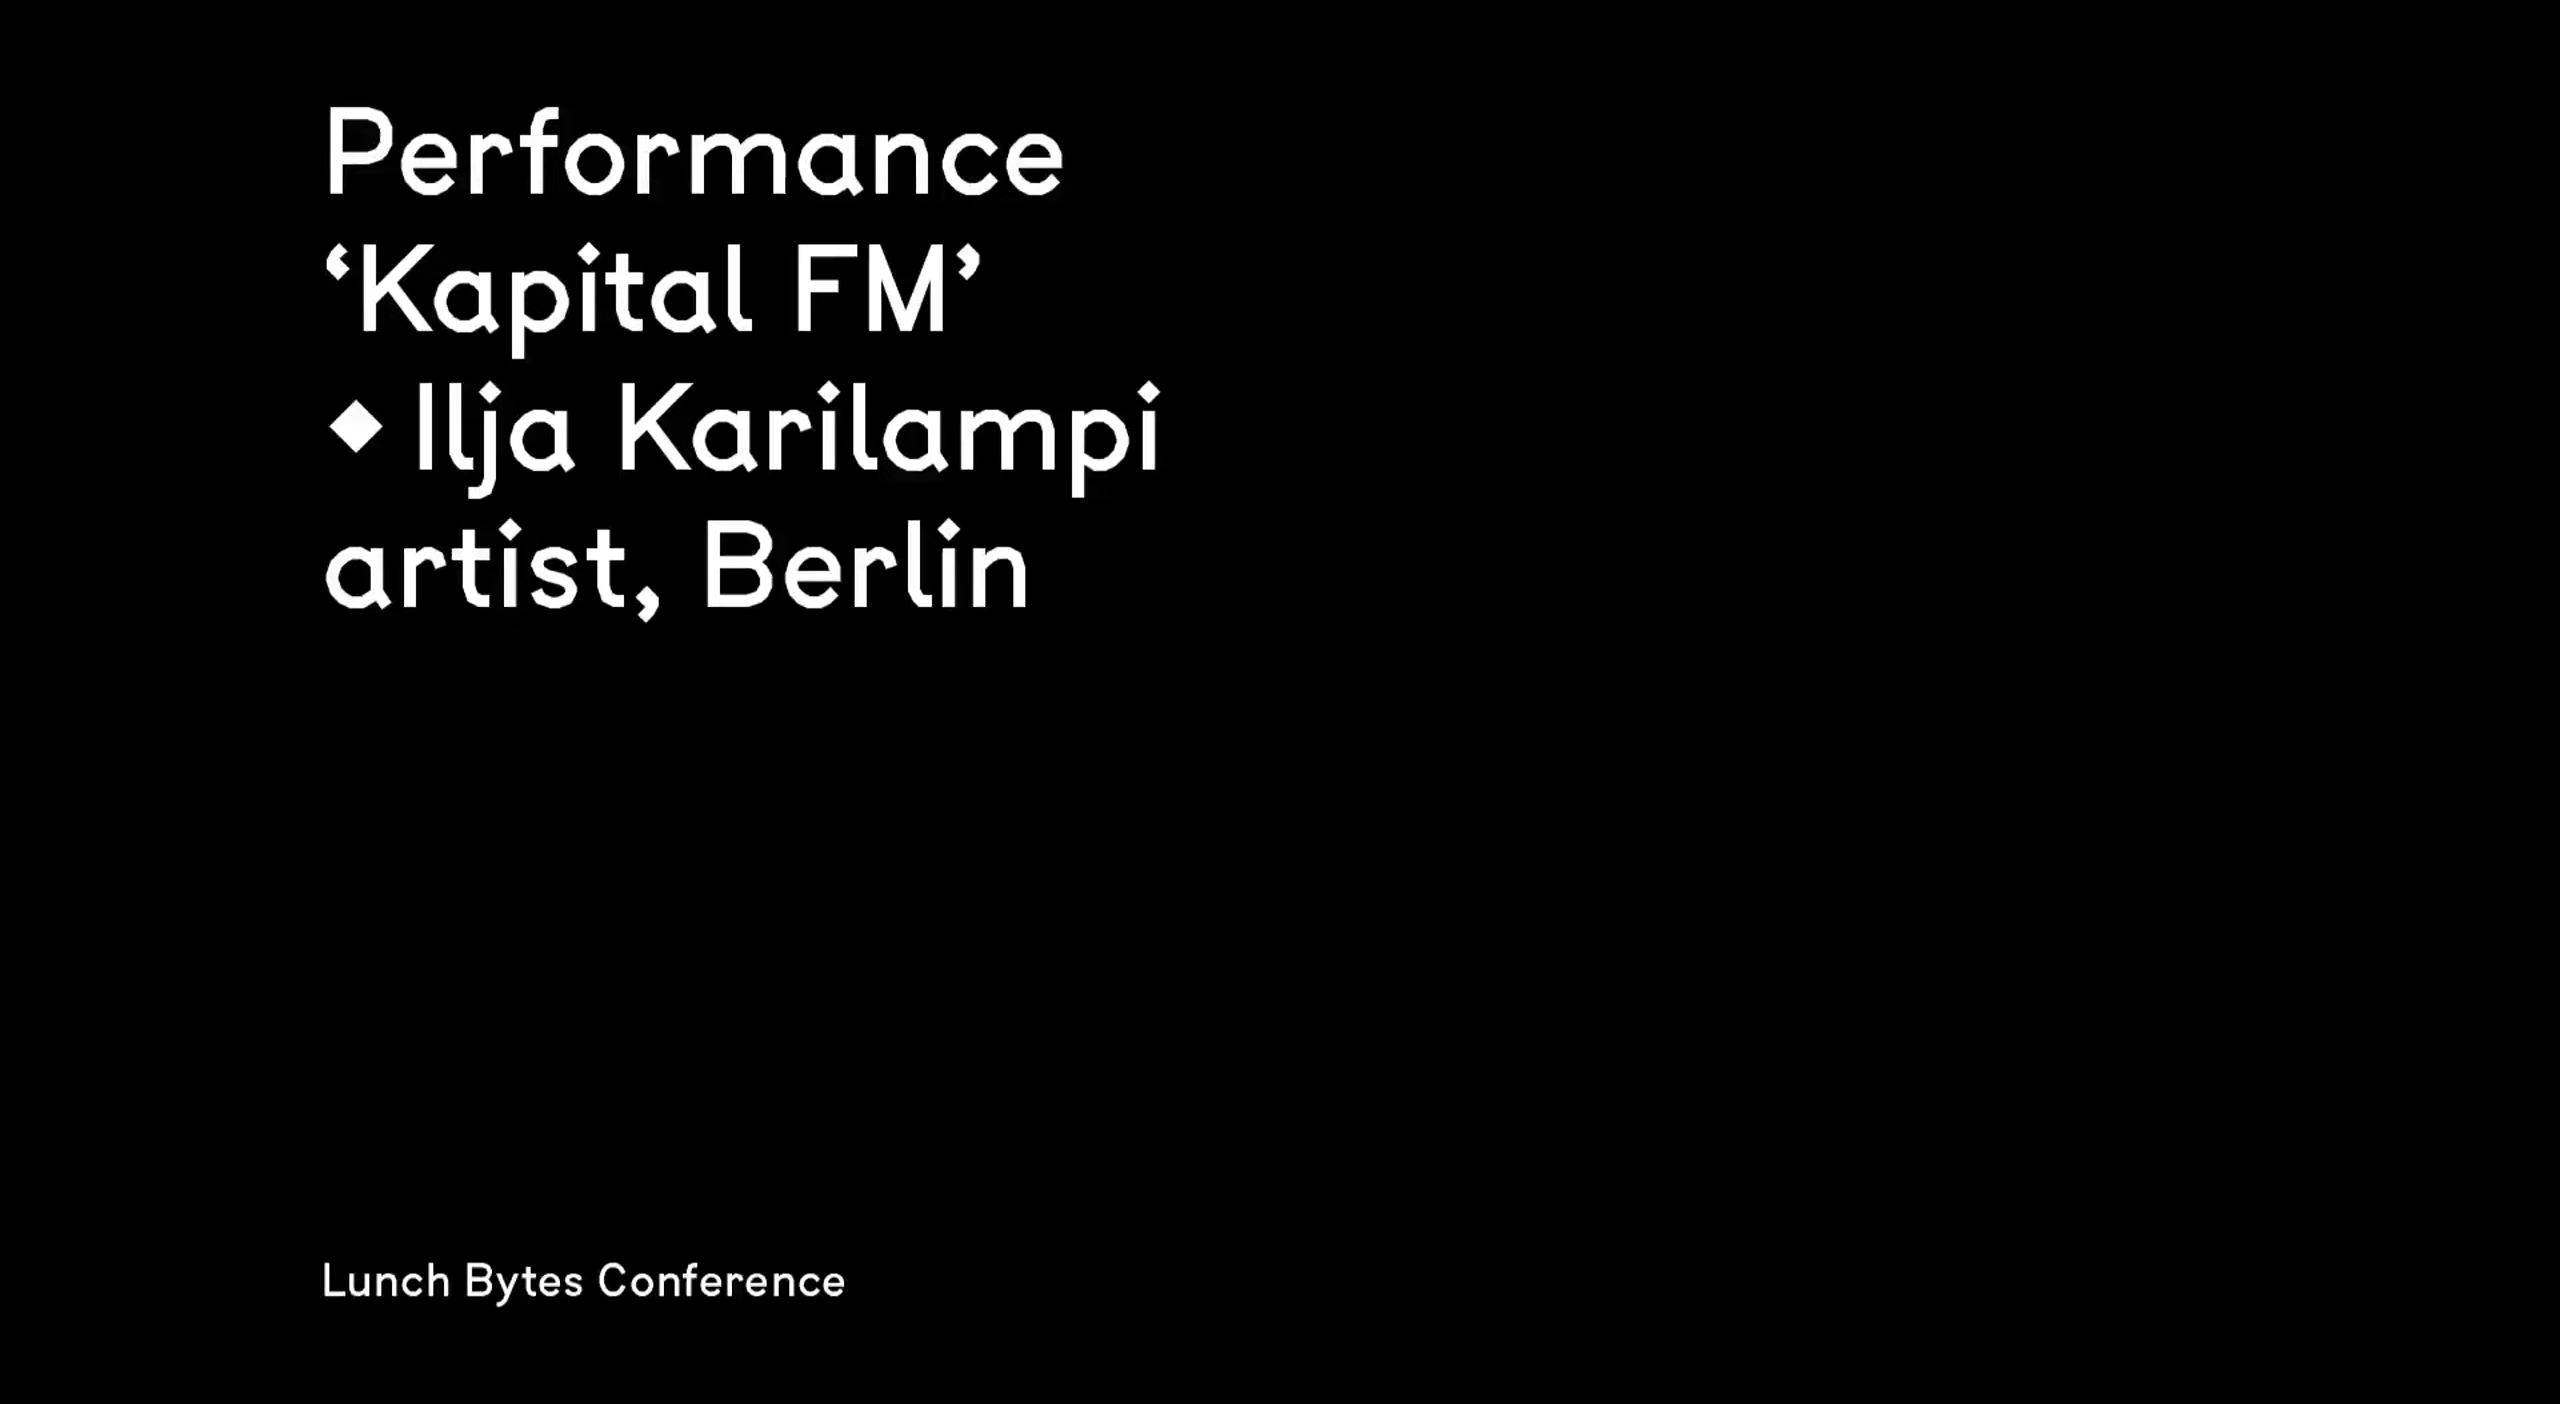 Performance
‘Kapital FM’
◆ Ilja Karilampi
artist, Berlin
Lunch Bytes Conference